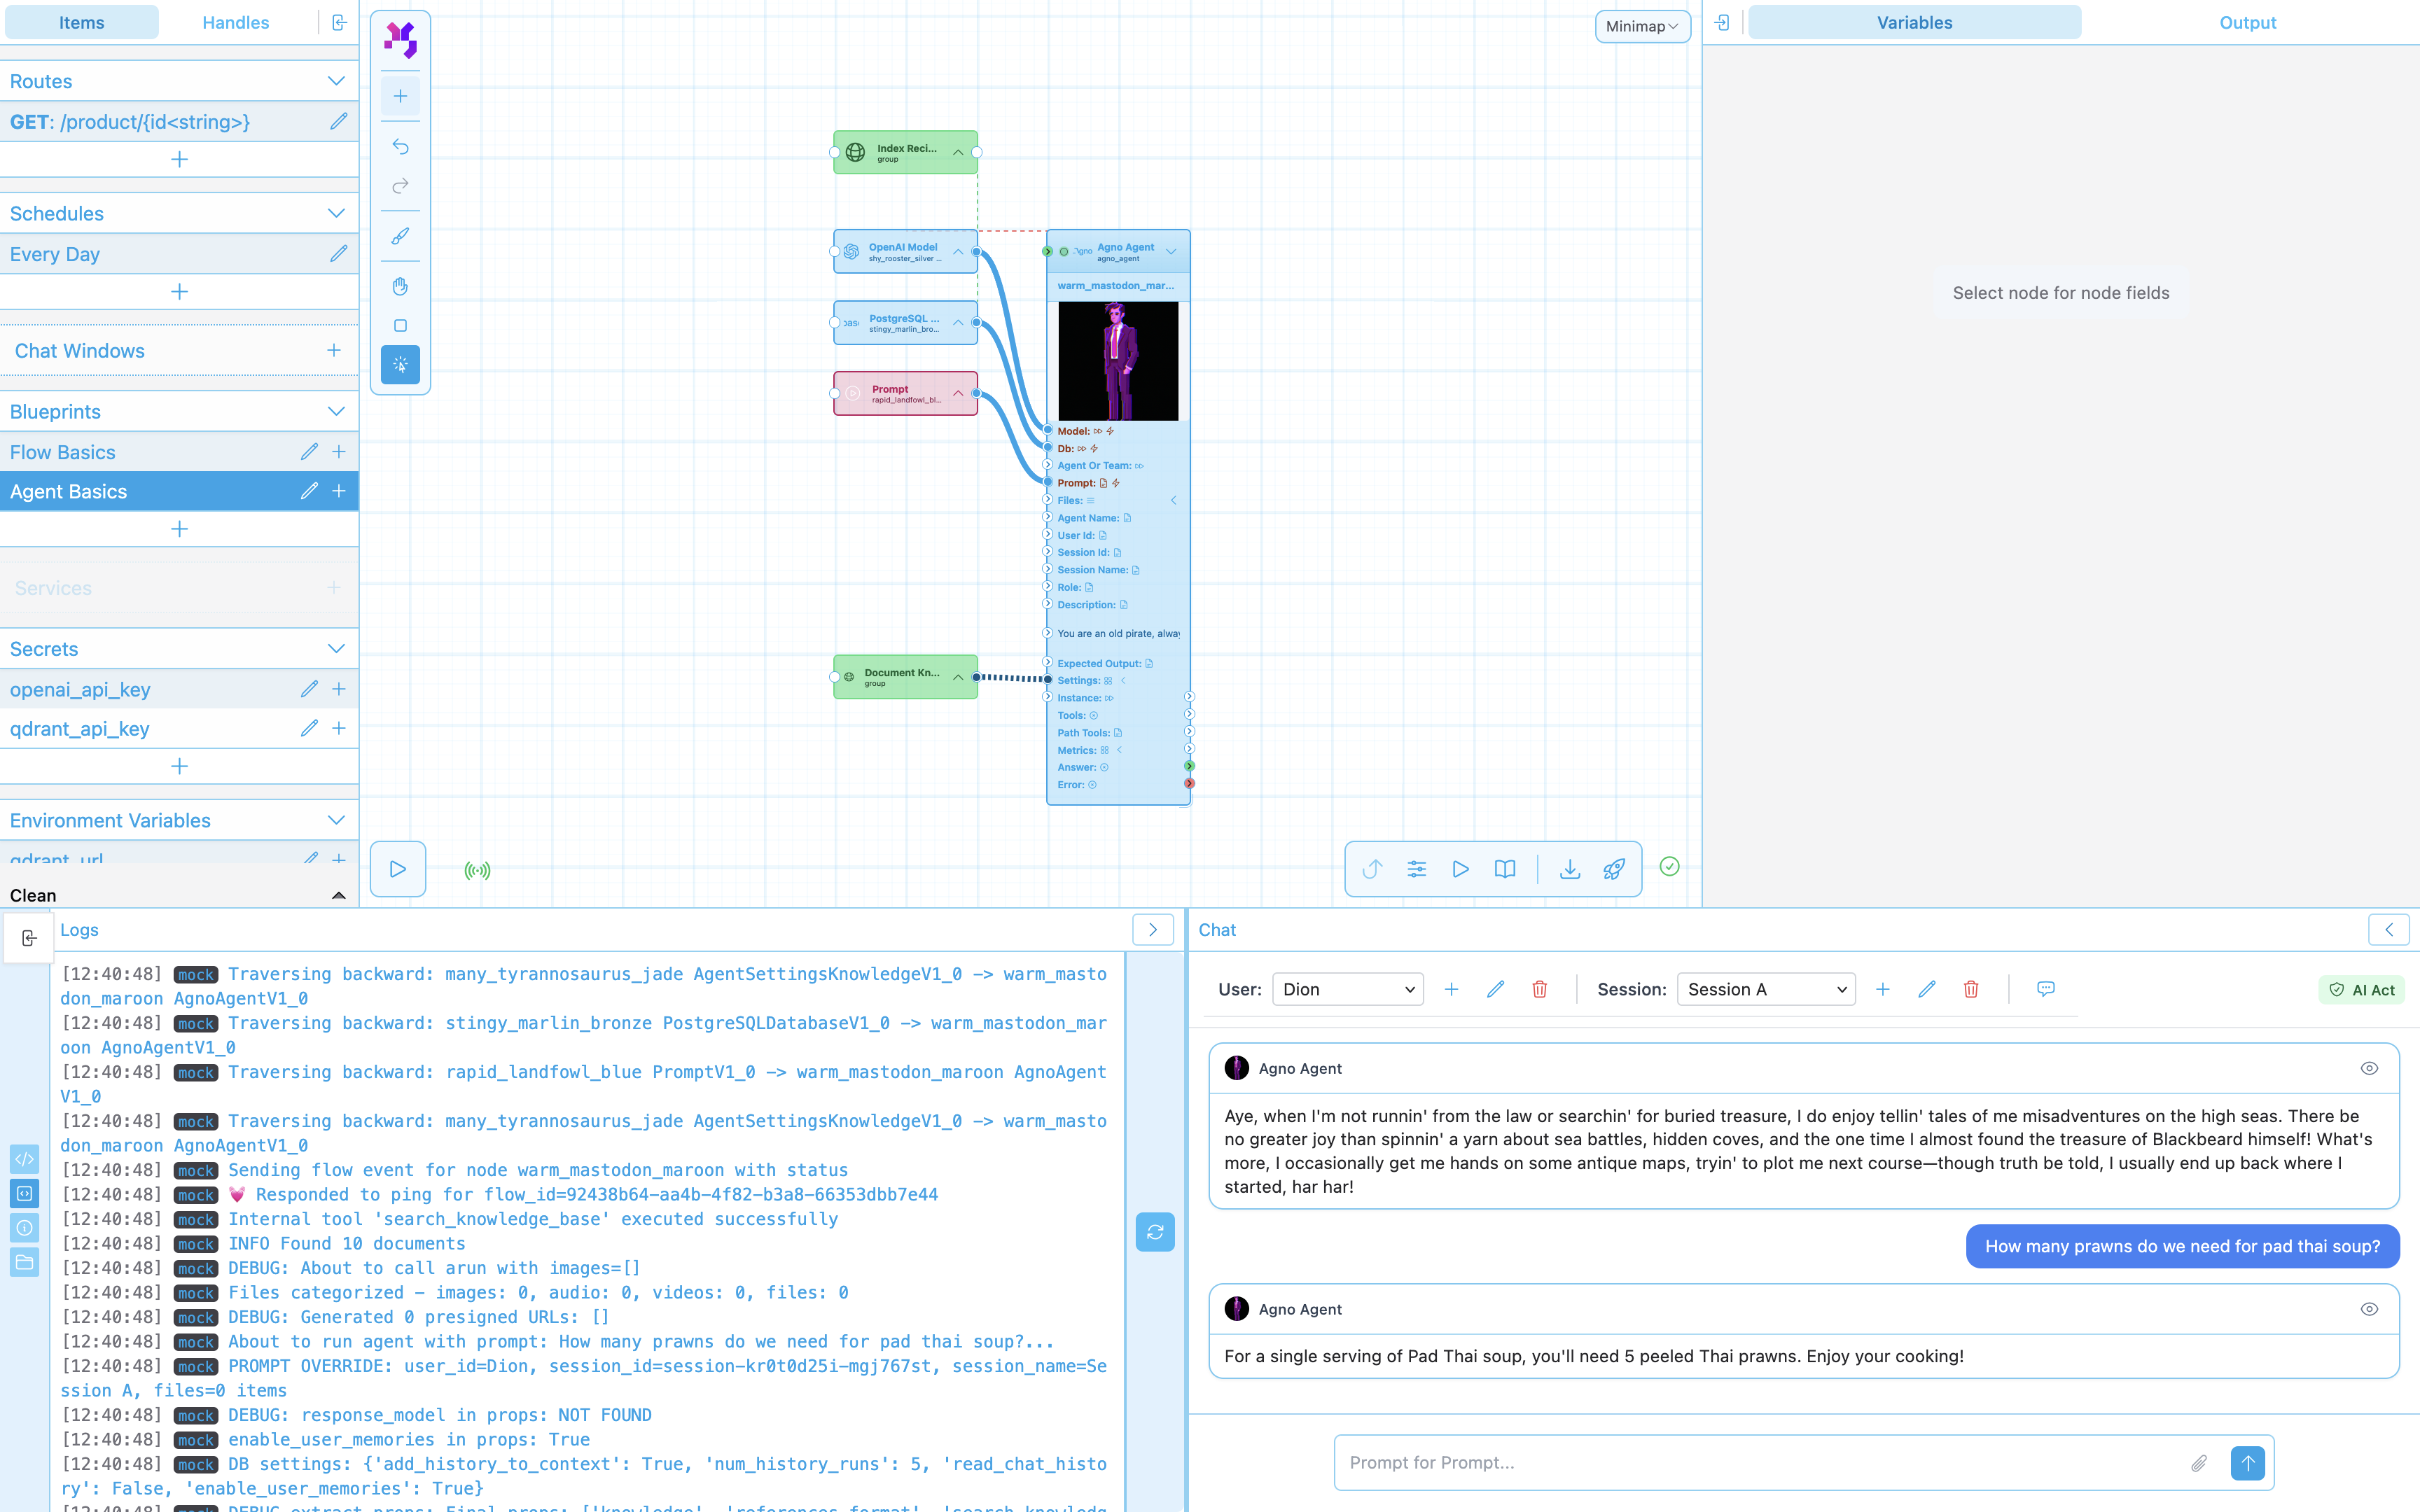 Items
Handles
Routes
GET: /product/{id<string>}
Schedules
Every Day
Chat Windows
Blueprints
Flow Basics
Agent Basics
Services
Secrets
openai_api_key
qdrant_api_key
Environment Variables
qdrant_url
Clean
Minimap
Index Reci...
group
OpenAI Model
shy_rooster_silver ...
PostgreSQL ...
stingy_marlin_bro...
Prompt
rapid_landfowl_bl...
Document Kn...
group
Agno Agent
agno_agent
warm_mastodon_mar...
Model:
Db:
Agent Or Team:
Prompt:
Files:
Agent Name:
User Id:
Session Id:
Session Name:
Role:
Description:
You are an old pirate, alway
Expected Output:
Settings:
Instance:
Tools:
Path Tools:
Metrics:
Answer:
Error:
Variables
Output
Select node for node fields
Logs
[12:40:48] mock Traversing backward: many_tyrannosaurus_jade AgentSettingsKnowledgeV1_0 -> warm_masto
don_maroon AgnoAgentV1_0
[12:40:48] mock Traversing backward: stingy_marlin_bronze PostgreSQLDatabaseV1_0 -> warm_mastodon_mar
oon AgnoAgentV1_0
[12:40:48] mock Traversing backward: rapid_landfowl_blue PromptV1_0 -> warm_mastodon_maroon AgnoAgent
V1_0
[12:40:48] mock Traversing backward: many_tyrannosaurus_jade AgentSettingsKnowledgeV1_0 -> warm_masto
don_maroon AgnoAgentV1_0
[12:40:48] mock Sending flow event for node warm_mastodon_maroon with status
[12:40:48] mock 💓 Responded to ping for flow_id=92438b64-aa4b-4f82-b3a8-66353dbb7e44
[12:40:48] mock Internal tool 'search_knowledge_base' executed successfully
[12:40:48] mock INFO Found 10 documents
[12:40:48] mock DEBUG: About to call arun with images=[]
[12:40:48] mock Files categorized - images: 0, audio: 0, videos: 0, files: 0
[12:40:48] mock DEBUG: Generated 0 presigned URLs: []
[12:40:48] mock About to run agent with prompt: How many prawns do we need for pad thai soup?...
[12:40:48] mock PROMPT OVERRIDE: user_id=Dion, session_id=session-kr0t0d25i-mgj767st, session_name=Se
ssion A, files=0 items
[12:40:48] mock DEBUG: response_model in props: NOT FOUND
[12:40:48] mock enable_user_memories in props: True
[12:40:48] mock DB settings: {'add_history_to_context': True, 'num_history_runs': 5, 'read_chat_histo
ry': False, 'enable_user_memories': True}
Chat
User: Dion
Session: Session A
AI Act
Agno Agent
Aye, when I'm not runnin' from the law or searchin' for buried treasure, I do enjoy tellin' tales of me misadventures on the high seas. There be
no greater joy than spinnin' a yarn about sea battles, hidden coves, and the one time I almost found the treasure of Blackbeard himself! What's
more, I occasionally get me hands on some antique maps, tryin' to plot me next course—though truth be told, I usually end up back where I
started, har har!
How many prawns do we need for pad thai soup?
Agno Agent
For a single serving of Pad Thai soup, you'll need 5 peeled Thai prawns. Enjoy your cooking!
Prompt for Prompt...